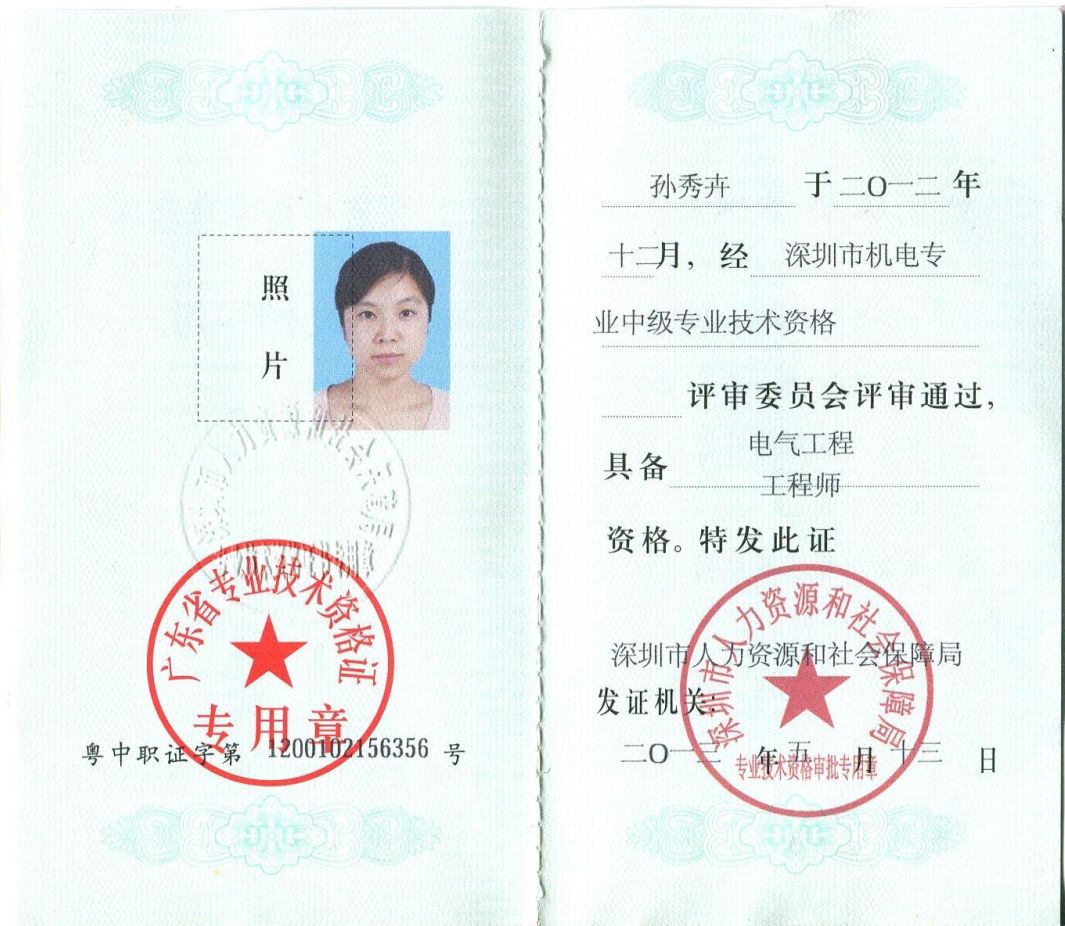 照
片
广东省专业技术资格证
专用章
粤中职证字第 1200102156356 号
孙秀卉 于二O一二年
十二月，经 深圳市机电专
业中级专业技术资格
评审委员会评审通过，
具备 电气工程
工程师
资格。特发此证
深圳市人力资源和社会保障局
深圳市人力资源和社会保障局
发证机关：
二O一三 年 五 月 十三 日
专业技术资格审批专用章